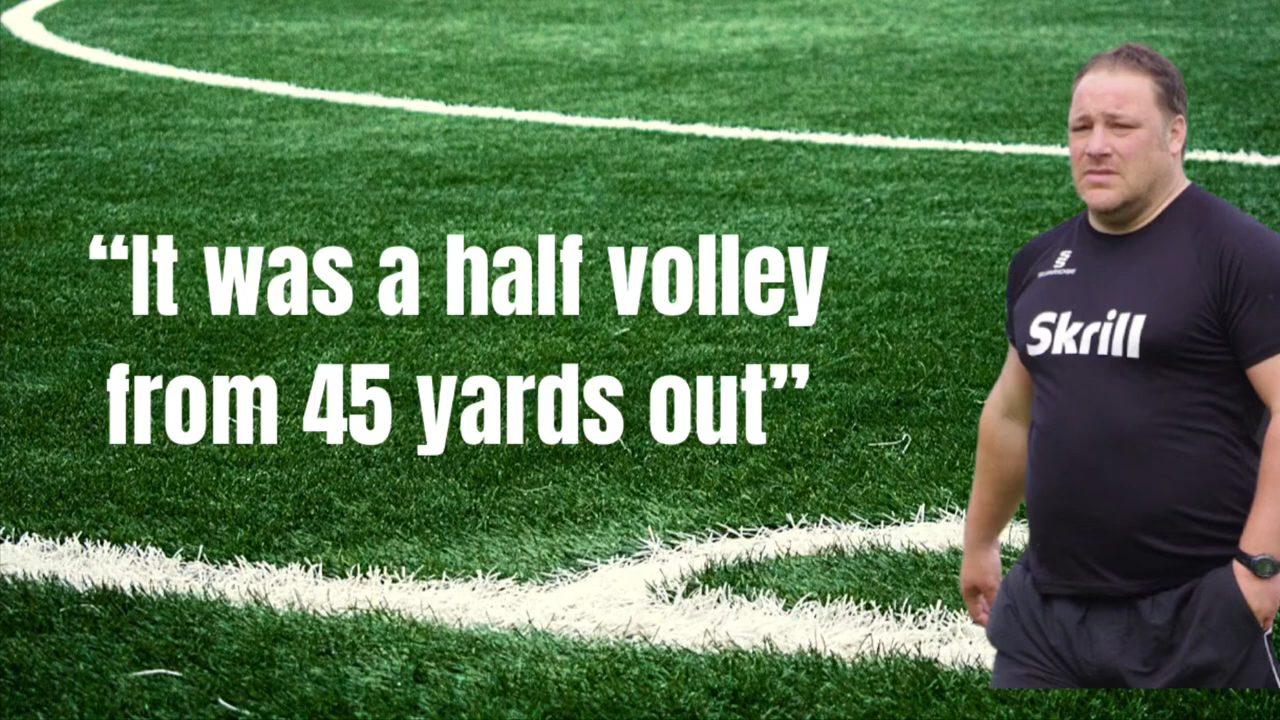 “It was a half volley
from 45 yards out”
Skrill